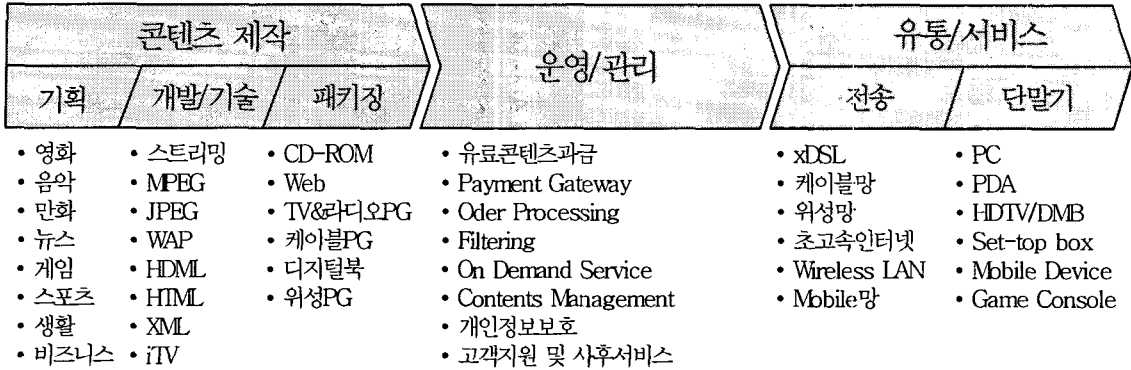 콘텐츠 제작
운영/관리
유통/서비스
기획
개발/기술
패키징
전송
단말기
• 영화
• 음악
• 만화
• 뉴스
• 게임
• 스포츠
• 생활
• 비즈니스
• 스트리밍
• MPEG
• JPEG
• WAP
• HDML
• HTML
• XML
• iTV
• CD-ROM
• Web
• TV&라디오PG
• 케이블PG
• 디지털북
• 위성PG
• 유료콘텐츠과금
• Payment Gateway
• Oder Processing
• Filtering
• On Demand Service
• Contents Management
• 개인정보보호
• 고객지원 및 사후서비스
• xDSL
• 케이블망
• 위성망
• 초고속인터넷
• Wireless LAN
• Mobile망
• PC
• PDA
• HDTV/DMB
• Set-top box
• Mobile Device
• Game Console